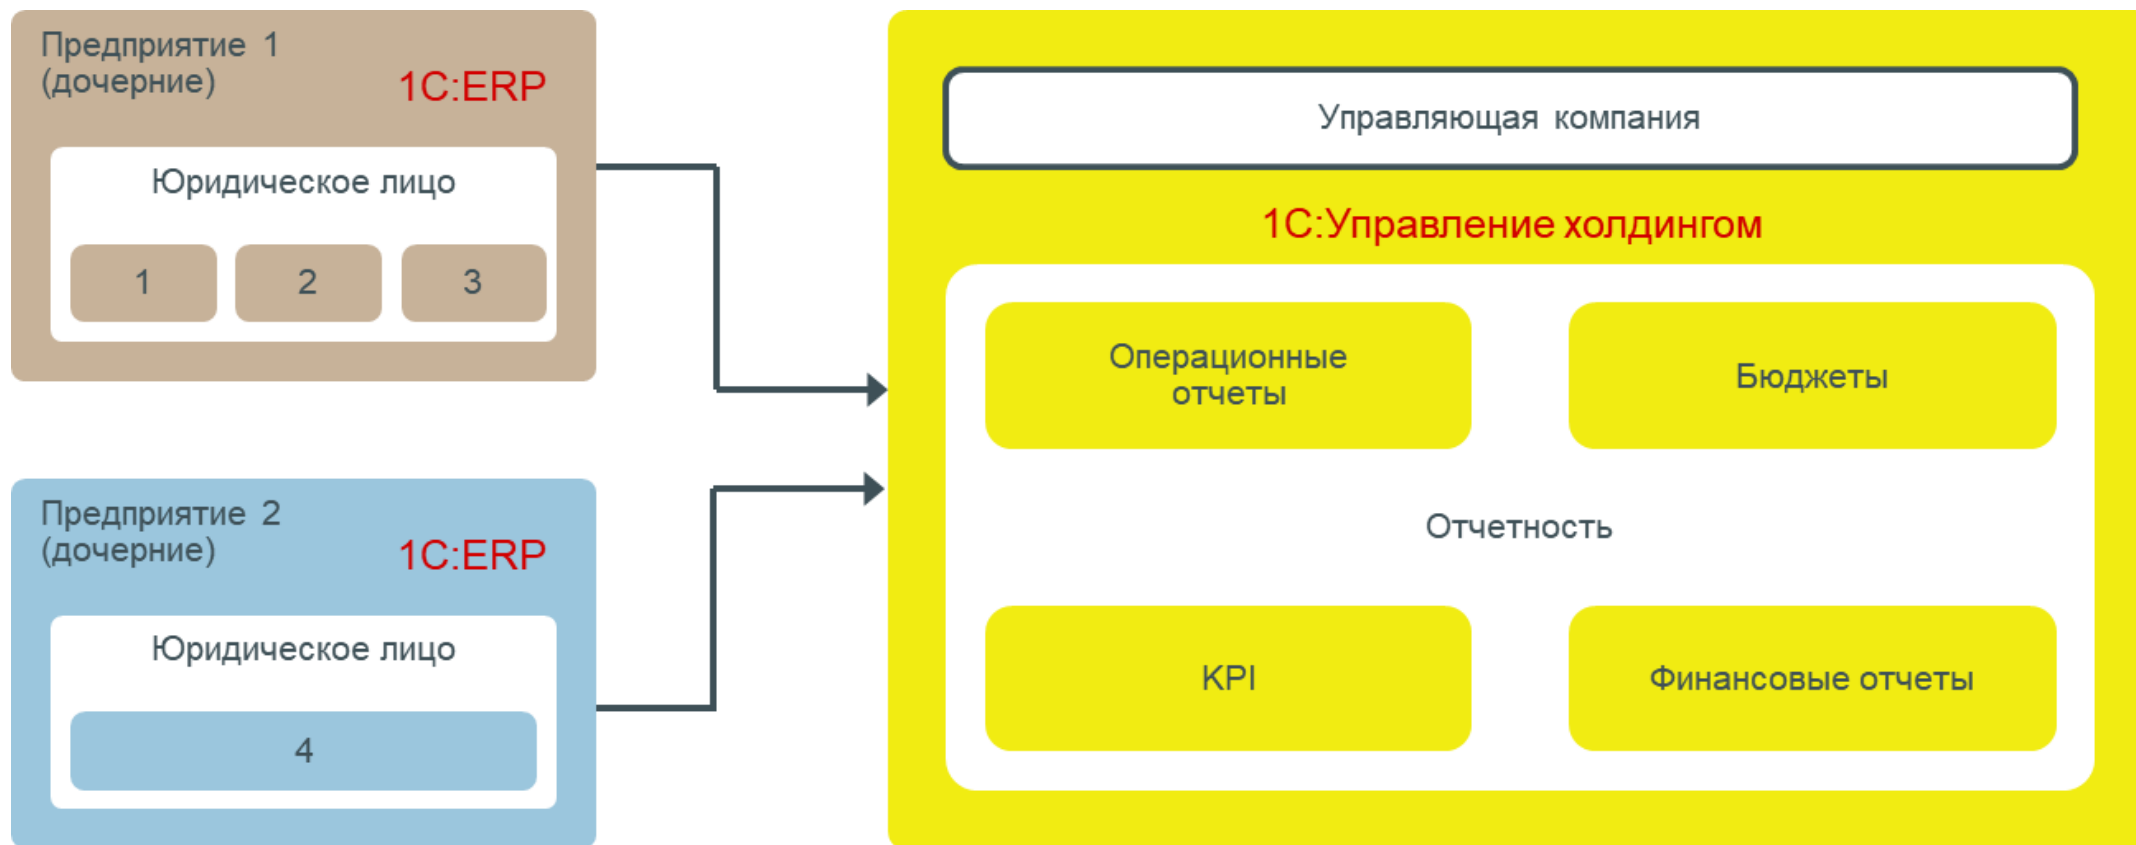 Предприятие 1
(дочерние)
1С:ERP
Юридическое лицо
1
2
3
Предприятие 2
(дочерние)
1С:ERP
Юридическое лицо
4
Управляющая компания
1С:Управление холдингом
Операционные
отчеты
Бюджеты
Отчетность
KPI
Финансовые отчеты